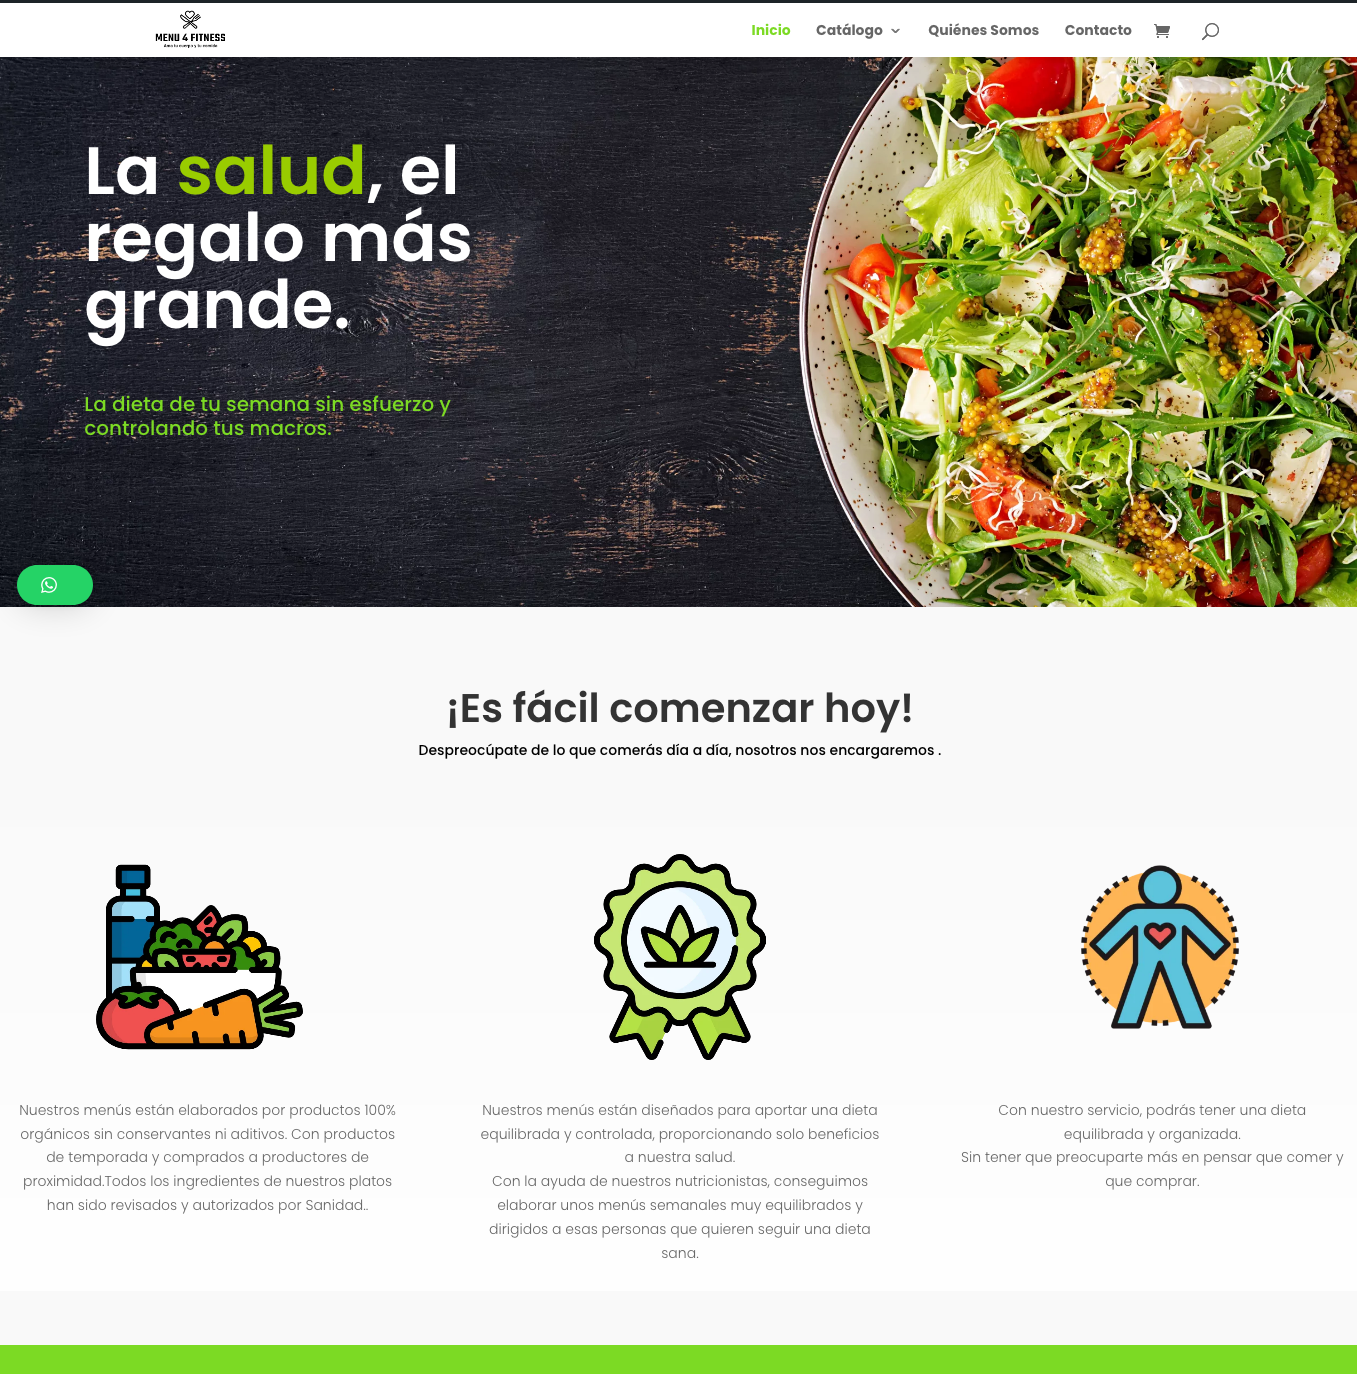 MENU 4 FITNESS
Ama tu cuerpo y tu comida
Inicio
Catálogo
Quiénes Somos
Contacto
La salud, el
regalo más
grande.
La dieta de tu semana sin esfuerzo y
controlando tus macros.
¡Es fácil comenzar hoy!
Despreocúpate de lo que comerás día a día, nosotros nos encargaremos .
Nuestros menús están elaborados por productos 100%
orgánicos sin conservantes ni aditivos. Con productos
de temporada y comprados a productores de
proximidad.Todos los ingredientes de nuestros platos
han sido revisados y autorizados por Sanidad..
Nuestros menús están diseñados para aportar una dieta
equilibrada y controlada, proporcionando solo beneficios
a nuestra salud.
Con la ayuda de nuestros nutricionistas, conseguimos
elaborar unos menús semanales muy equilibrados y
dirigidos a esas personas que quieren seguir una dieta
sana.
Con nuestro servicio, podrás tener una dieta
equilibrada y organizada.
Sin tener que preocuparte más en pensar que comer y
que comprar.